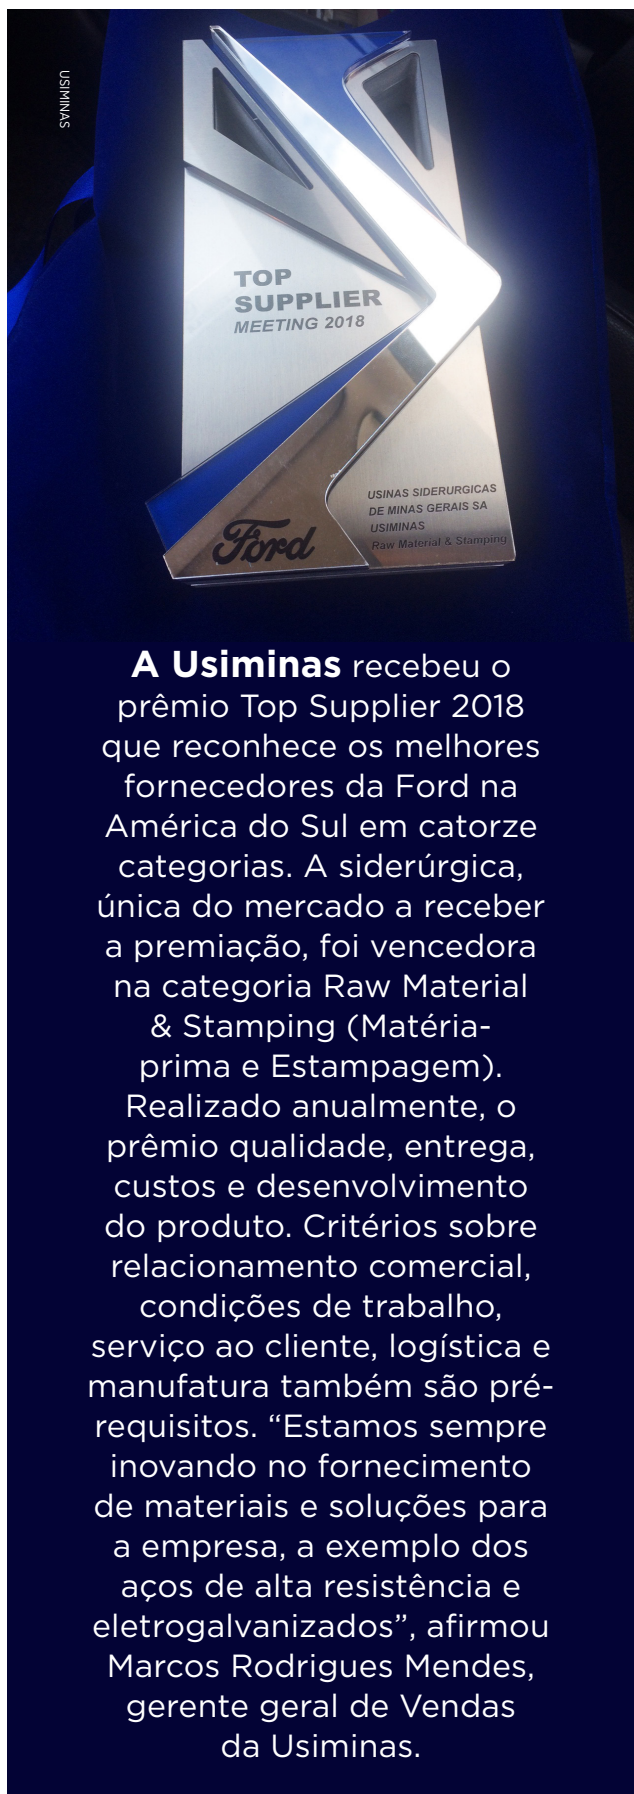 USIMINAS
TOP
SUPPLIER
MEETING 2018
USINAS SIDERURGICAS
DE MINAS GERAIS SA
USIMINAS
Raw Material & Stamping
Ford
A Usiminas recebeu o
prêmio Top Supplier 2018
que reconhece os melhores
fornecedores da Ford na
América do Sul em catorze
categorias. A siderúrgica,
única do mercado a receber
a premiação, foi vencedora
na categoria Raw Material
& Stamping (Matéria-
prima e Estampagem).
Realizado anualmente, o
prêmio qualidade, entrega,
custos e desenvolvimento
do produto. Critérios sobre
relacionamento comercial,
condições de trabalho,
serviço ao cliente, logística e
manufatura também são pré-
requisitos. “Estamos sempre
inovando no fornecimento
de materiais e soluções para
a empresa, a exemplo dos
aços de alta resistência e
eletrogalvanizados”, afirmou
Marcos Rodrigues Mendes,
gerente geral de Vendas
da Usiminas.